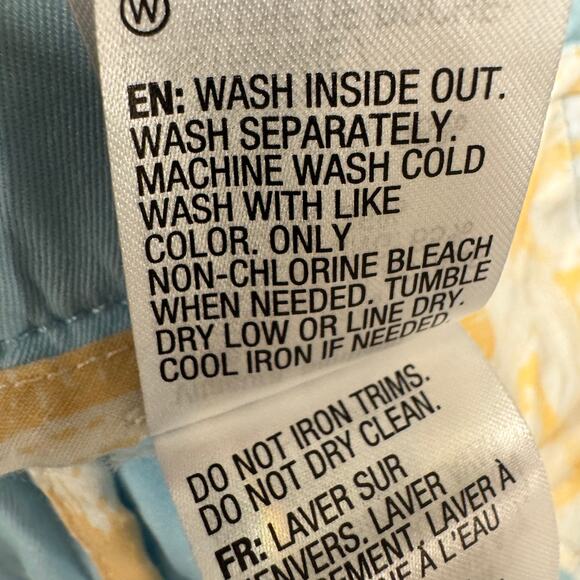 W
EN: WASH INSIDE OUT.
WASH SEPARATELY.
MACHINE WASH COLD
WASH WITH LIKE
COLOR. ONLY
NON-CHLORINE BLEACH
WHEN NEEDED. TUMBLE
DRY LOW OR LINE DRY.
COOL IRON IF NEEDED.
DO NOT IRON TRIMS.
DO NOT DRY CLEAN.
FR: LAVER SUR
LAVER
LAVER À
À L'EAU